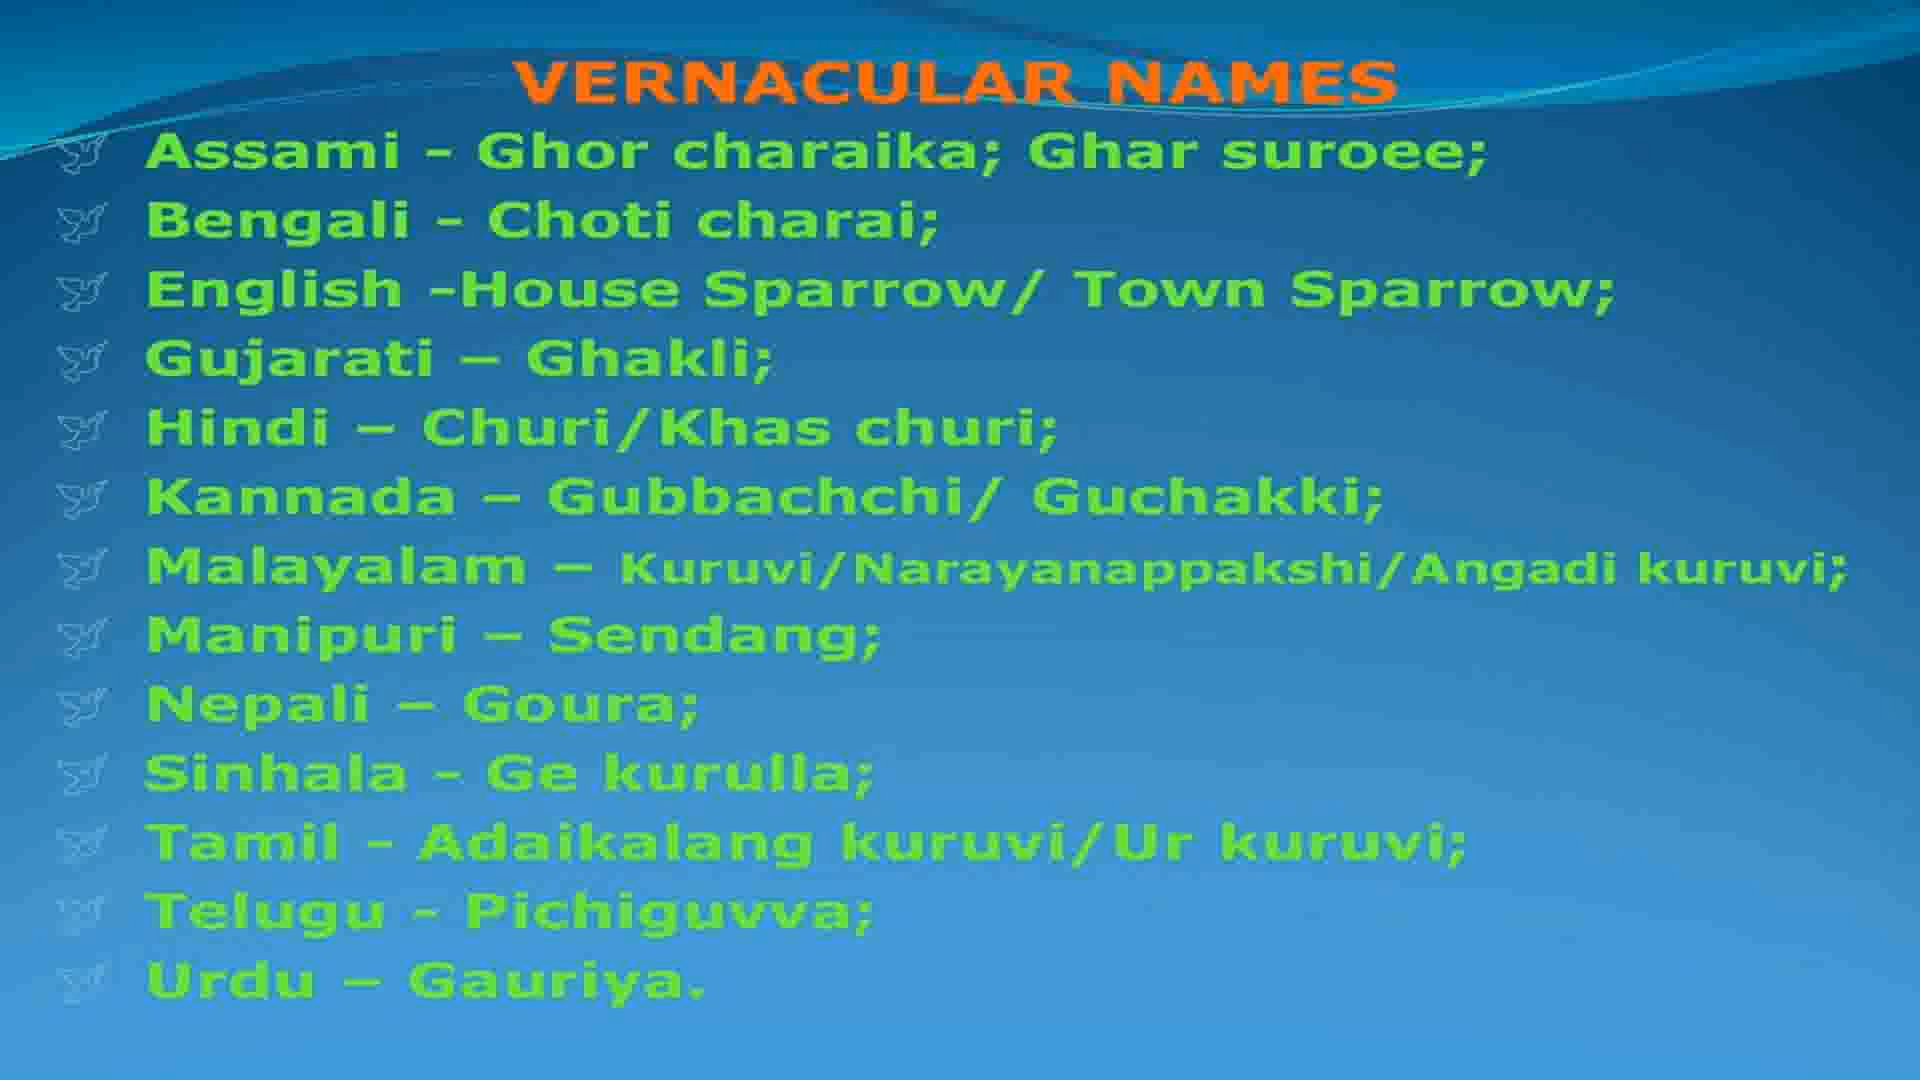 VERNACULAR NAMES
Assami - Ghor charaika; Ghar suroee;
Bengali - Choti charai;
English -House Sparrow/ Town Sparrow;
Gujarati – Ghakli;
Hindi – Churi/Khas churi;
Kannada – Gubbachchi/ Guchakki;
Malayalam – Kuruvi/Narayanappakshi/Angadi kuruvi;
Manipuri – Sendang;
Nepali – Goura;
Sinhala - Ge kurulla;
Tamil - Adaikalang kuruvi/Ur kuruvi;
Telugu - Pichiguvva;
Urdu – Gauriya.